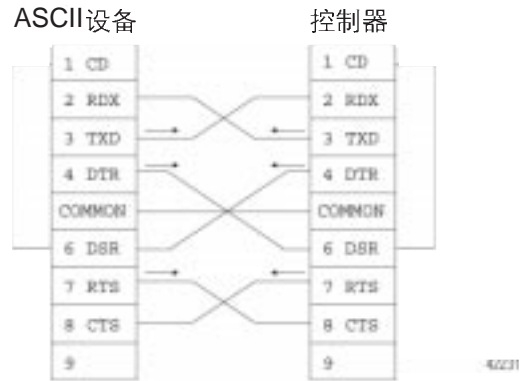 ASCII设备 控制器
1 CD 1 CD
2 RDX 2 RDX
3 TXD 3 TXD
4 DTR 4 DTR
COMMON COMMON
6 DSR 6 DSR
7 RTS 7 RTS
8 CTS 8 CTS
9 9
42231